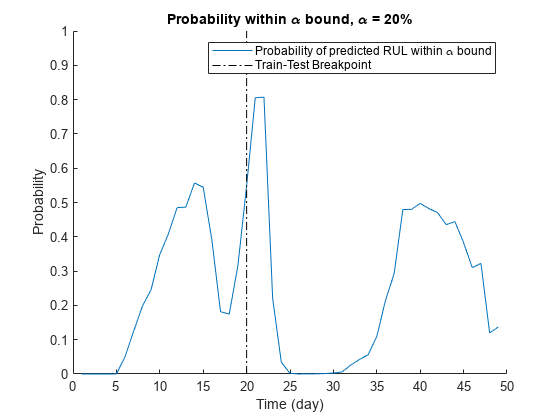 Probability within α bound, α = 20%
Probability of predicted RUL within α bound
Train-Test Breakpoint
1
0.9
0.8
0.7
0.6
0.5
0.4
0.3
0.2
0.1
0
Probability
0 5 10 15 20 25 30 35 40 45 50
Time (day)